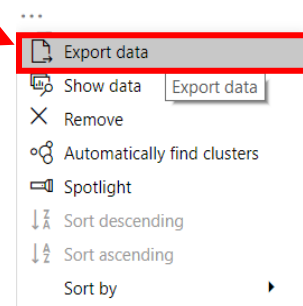 ...
Export data
Show data
Export data
Remove
Automatically find clusters
Spotlight
Sort descending
Sort ascending
Sort by